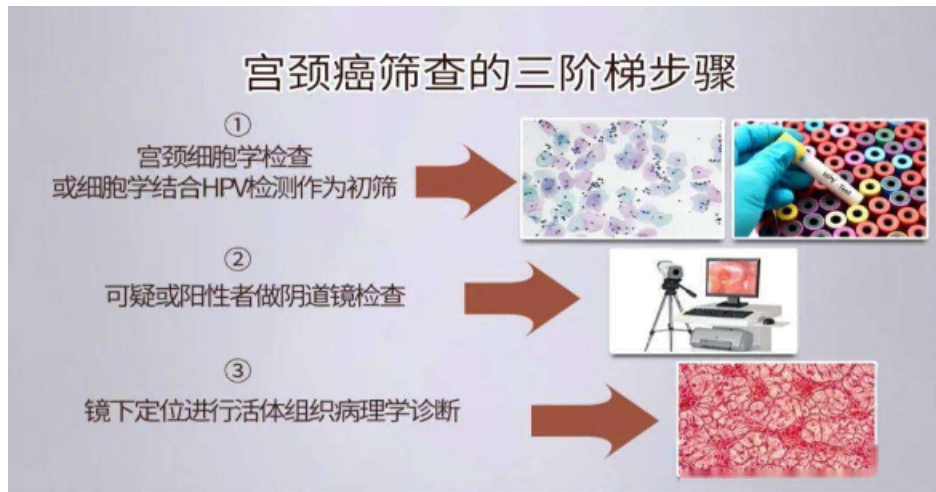 宫颈癌筛查的三阶梯步骤
①
宫颈细胞学检查
或细胞学结合HPV检测作为初筛
HPV Test
②
可疑或阳性者做阴道镜检查
③
镜下定位进行活体组织病理学诊断